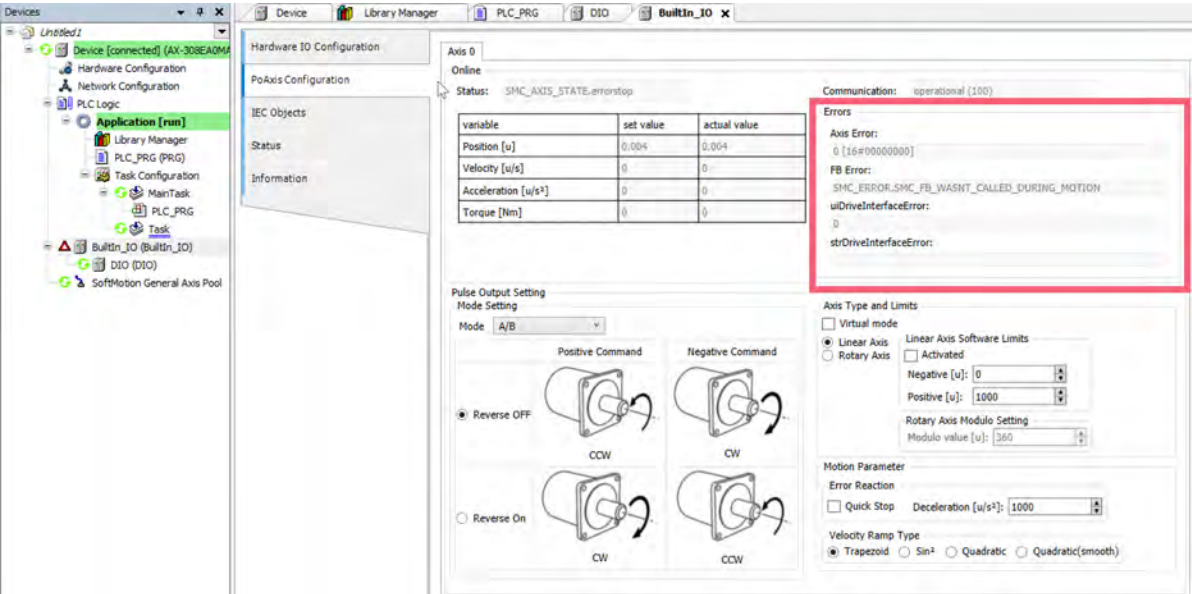 Devices
Untitled1
Device [connected] (AX-308EA0MA
Hardware Configuration
Network Configuration
PLC Logic
Application [run]
Library Manager
PLC_PRG (PRG)
Task Configuration
MainTask
PLC_PRG
Task
BuiltIn_IO (BuiltIn_IO)
DIO (DIO)
SoftMotion General Axis Pool
Device
Library Manager
PLC_PRG
DIO
BuiltIn_IO
Hardware IO Configuration
PoAxis Configuration
IEC Objects
Status
Information
Axis 0
Online
Status: SMC_AXIS_STATE.errorstop
Communication: operational (100)
variable set value actual value
Position [u] 0.004 0.004
Velocity [u/s] 0 0
Acceleration [u/s²] 0 0
Torque [Nm] 0 0
Errors
Axis Error:
0 [16#00000000]
FB Error:
SMC_ERROR.SMC_FB_WASNT_CALLED_DURING_MOTION
uiDriveInterfaceError:
0
strDriveInterfaceError:
Pulse Output Setting
Mode Setting
Mode A/B
Positive Command Negative Command
Reverse OFF
CCW CW
Reverse On
CW CCW
Axis Type and Limits
Virtual mode
Linear Axis
Rotary Axis
Linear Axis Software Limits
Activated
Negative [u]: 0
Positive [u]: 1000
Rotary Axis Modulo Setting
Modulo value [u]: 360
Motion Parameter
Error Reaction
Quick Stop Deceleration [u/s²]: 1000
Velocity Ramp Type
Trapezoid Sin² Quadratic Quadratic(smooth)